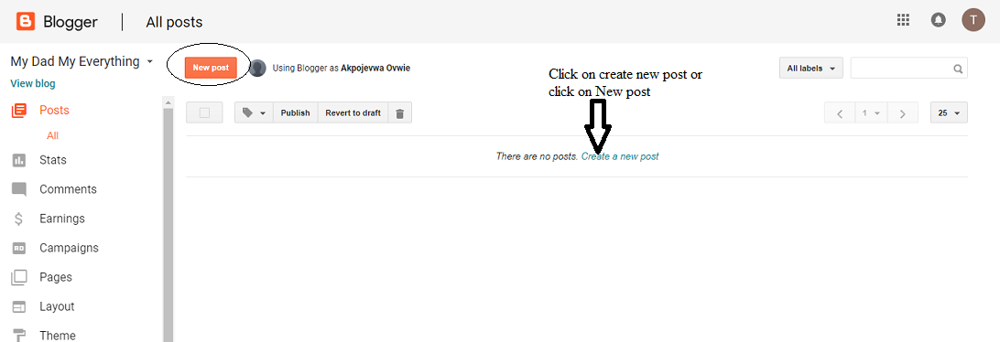 Blogger
All posts
T
My Dad My Everything
View blog
New post
Using Blogger as Akpojevwa Ovwie
Click on create new post or
click on New post
All labels
Publish
Revert to draft
1
25
There are no posts. Create a new post
Posts
All
Stats
Comments
$ Earnings
AD Campaigns
Pages
Layout
Theme